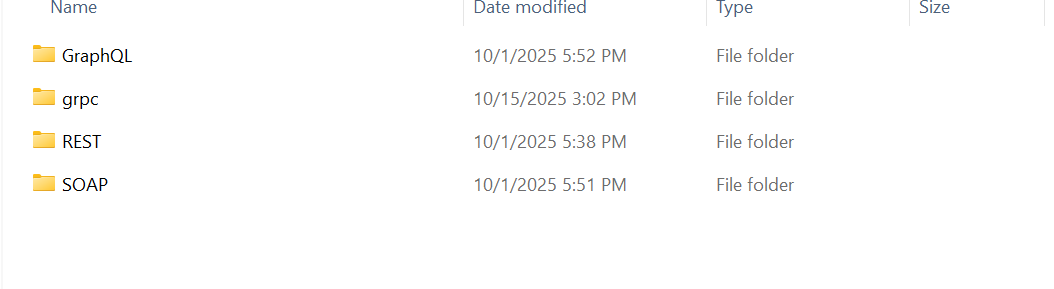 Name Date modified Type Size
GraphQL 10/1/2025 5:52 PM File folder
grpc 10/15/2025 3:02 PM File folder
REST 10/1/2025 5:38 PM File folder
SOAP 10/1/2025 5:51 PM File folder